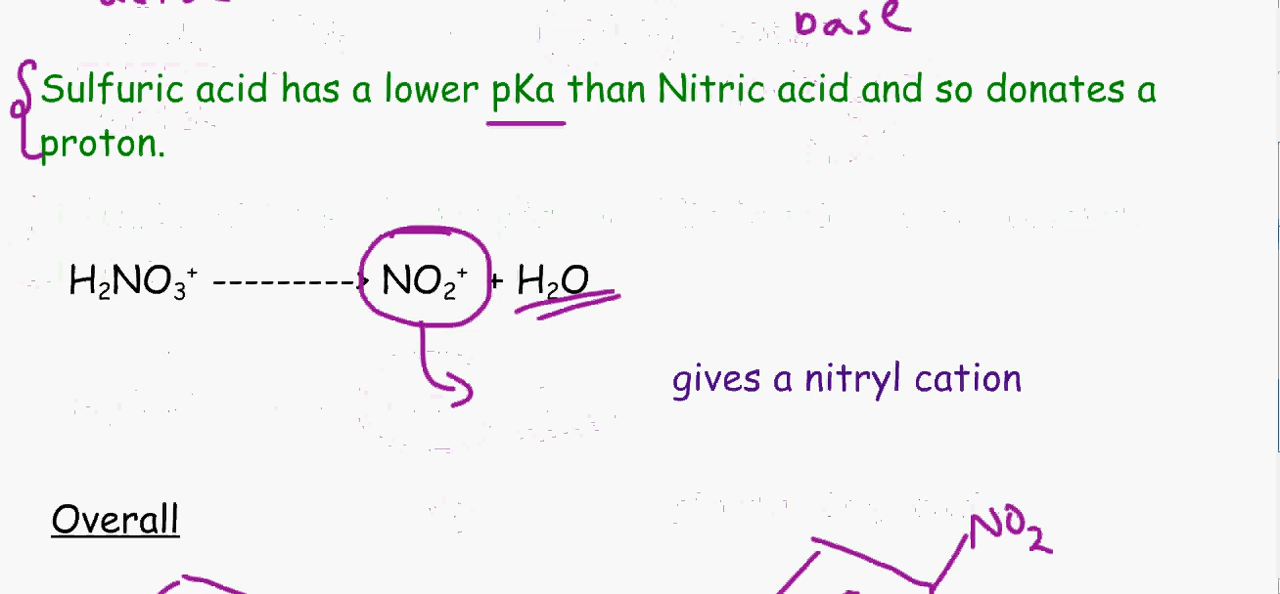 base
Sulfuric acid has a lower pKa than Nitric acid and so donates a
proton.
H₂NO₃⁺ ----------> NO₂⁺ + H₂O
gives a nitryl cation
Overall
NO₂